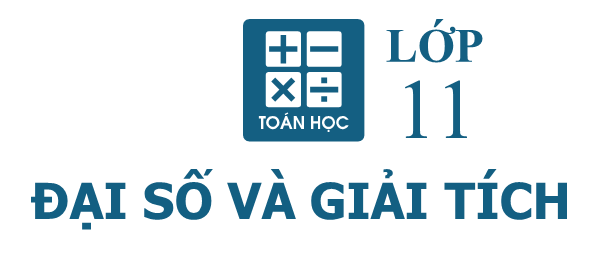 TOÁN HỌC
LỚP
11
ĐẠI SỐ VÀ GIẢI TÍCH